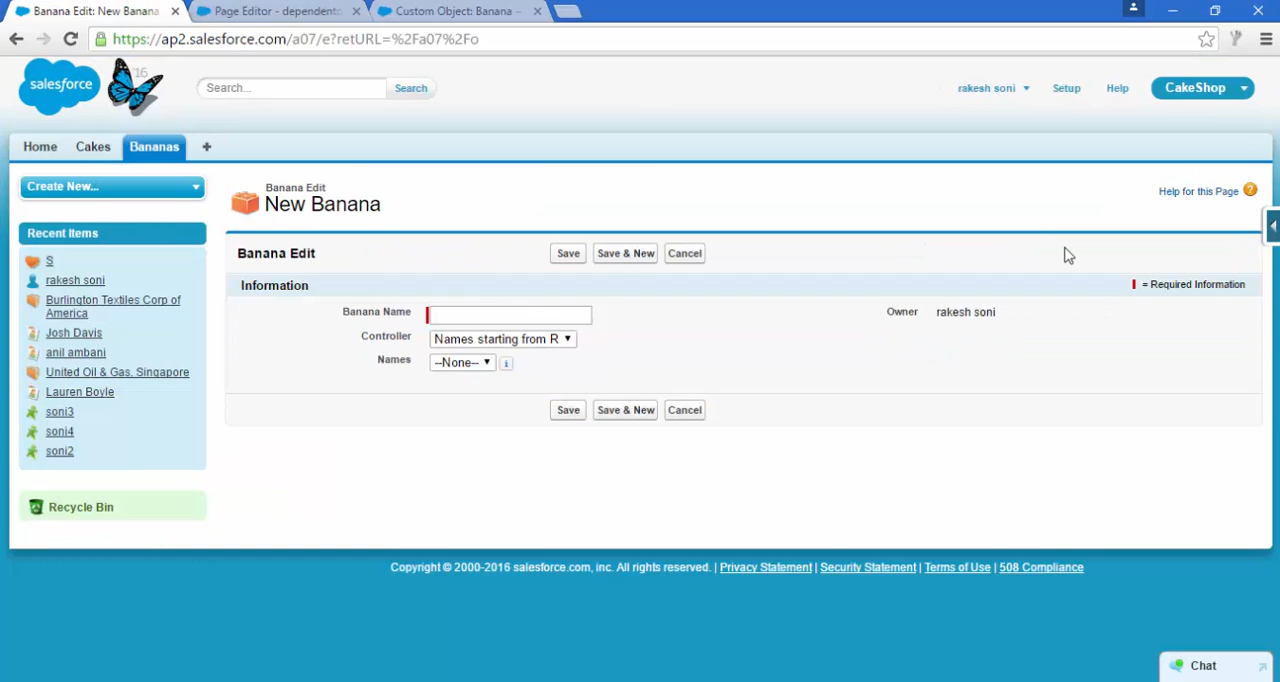 Banana Edit: New Banana
Page Editor - dependent
Custom Object: Banana ~
https://ap2.salesforce.com/a07/e?retURL=%2Fa07%2Fo
salesforce
'16
Search...
Search
rakesh soni
Setup
Help
CakeShop
Home
Cakes
Bananas
+
Create New...
Banana Edit
New Banana
Help for this Page
Recent Items
S
rakesh soni
Burlington Textiles Corp of
America
Josh Davis
anil ambani
United Oil & Gas, Singapore
Lauren Boyle
soni3
soni4
soni2
Recycle Bin
Banana Edit
Save
Save & New
Cancel
Information
= Required Information
Banana Name
Owner
rakesh soni
Controller
Names starting from R
Names
--None--
Save
Save & New
Cancel
Copyright © 2000-2016 salesforce.com, inc. All rights reserved. | Privacy Statement | Security Statement | Terms of Use | 508 Compliance
Chat